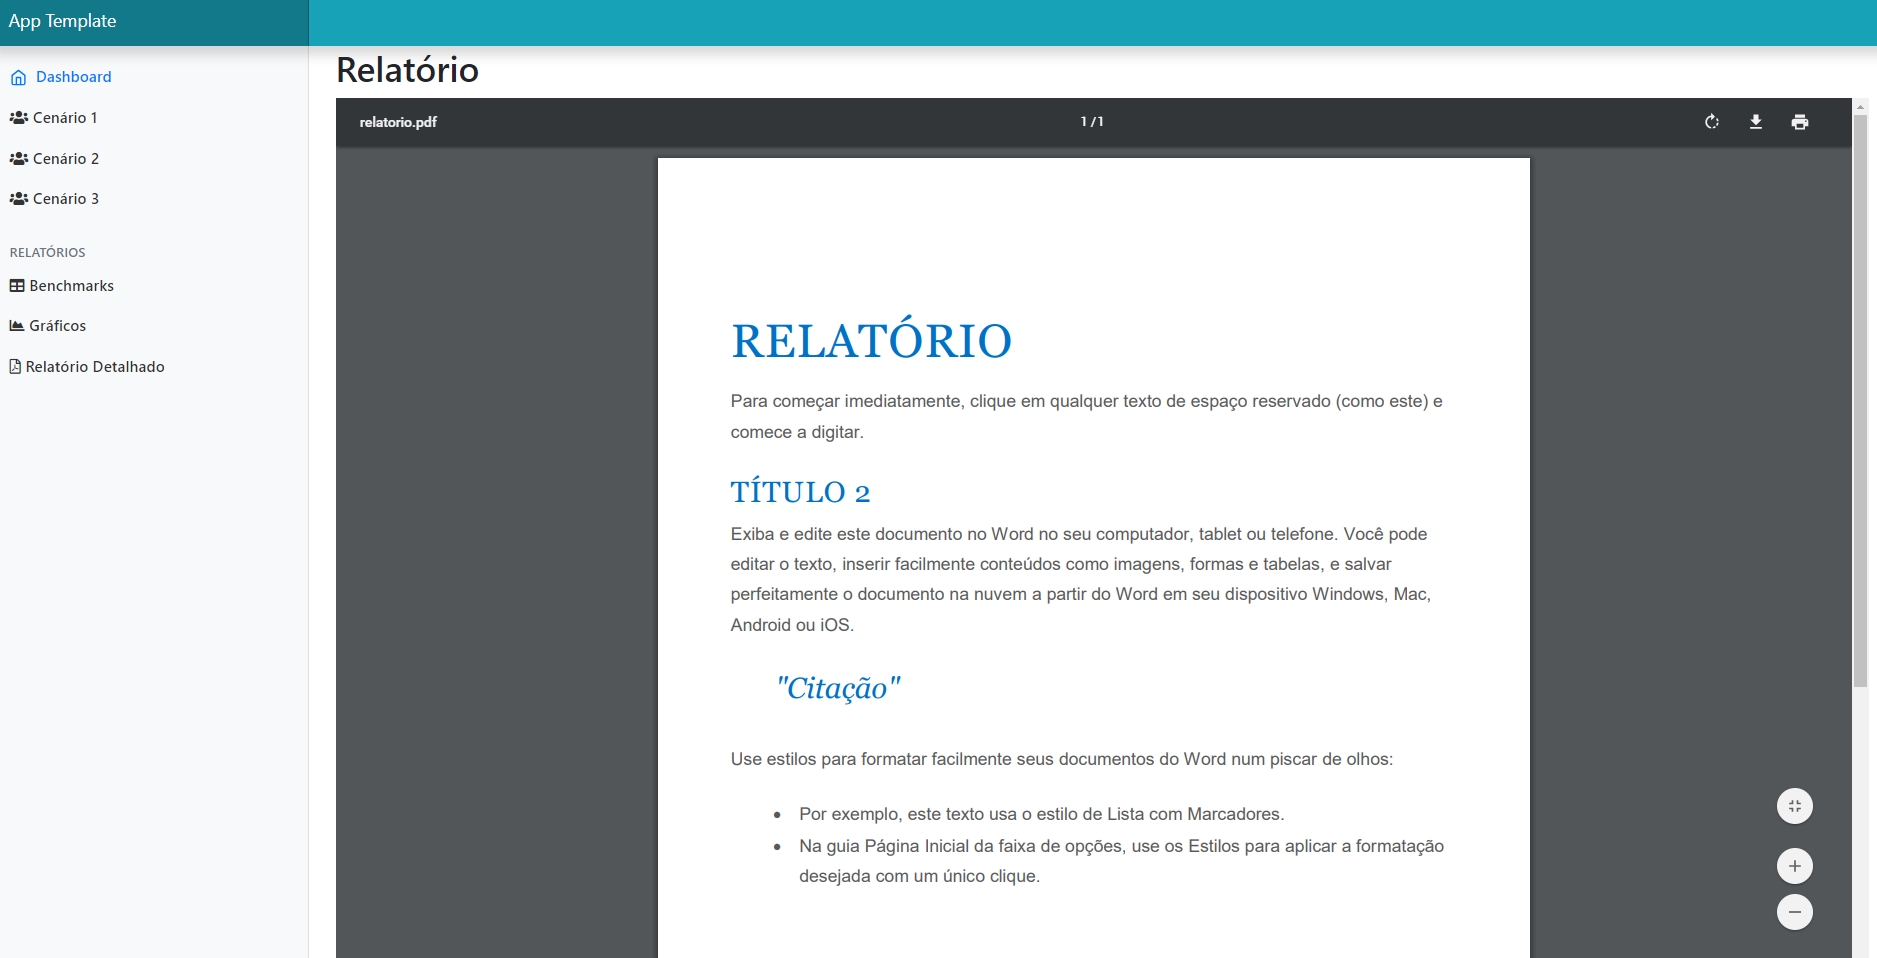 App Template
Dashboard
Cenário 1
Cenário 2
Cenário 3
RELATÓRIOS
Benchmarks
Gráficos
Relatório Detalhado
Relatório
relatorio.pdf
1 / 1
RELATÓRIO
Para começar imediatamente, clique em qualquer texto de espaço reservado (como este) e
comece a digitar.
TÍTULO 2
Exiba e edite este documento no Word no seu computador, tablet ou telefone. Você pode
editar o texto, inserir facilmente conteúdos como imagens, formas e tabelas, e salvar
perfeitamente o documento na nuvem a partir do Word em seu dispositivo Windows, Mac,
Android ou iOS.
"Citação"
Use estilos para formatar facilmente seus documentos do Word num piscar de olhos:
• Por exemplo, este texto usa o estilo de Lista com Marcadores.
• Na guia Página Inicial da faixa de opções, use os Estilos para aplicar a formatação
desejada com um único clique.